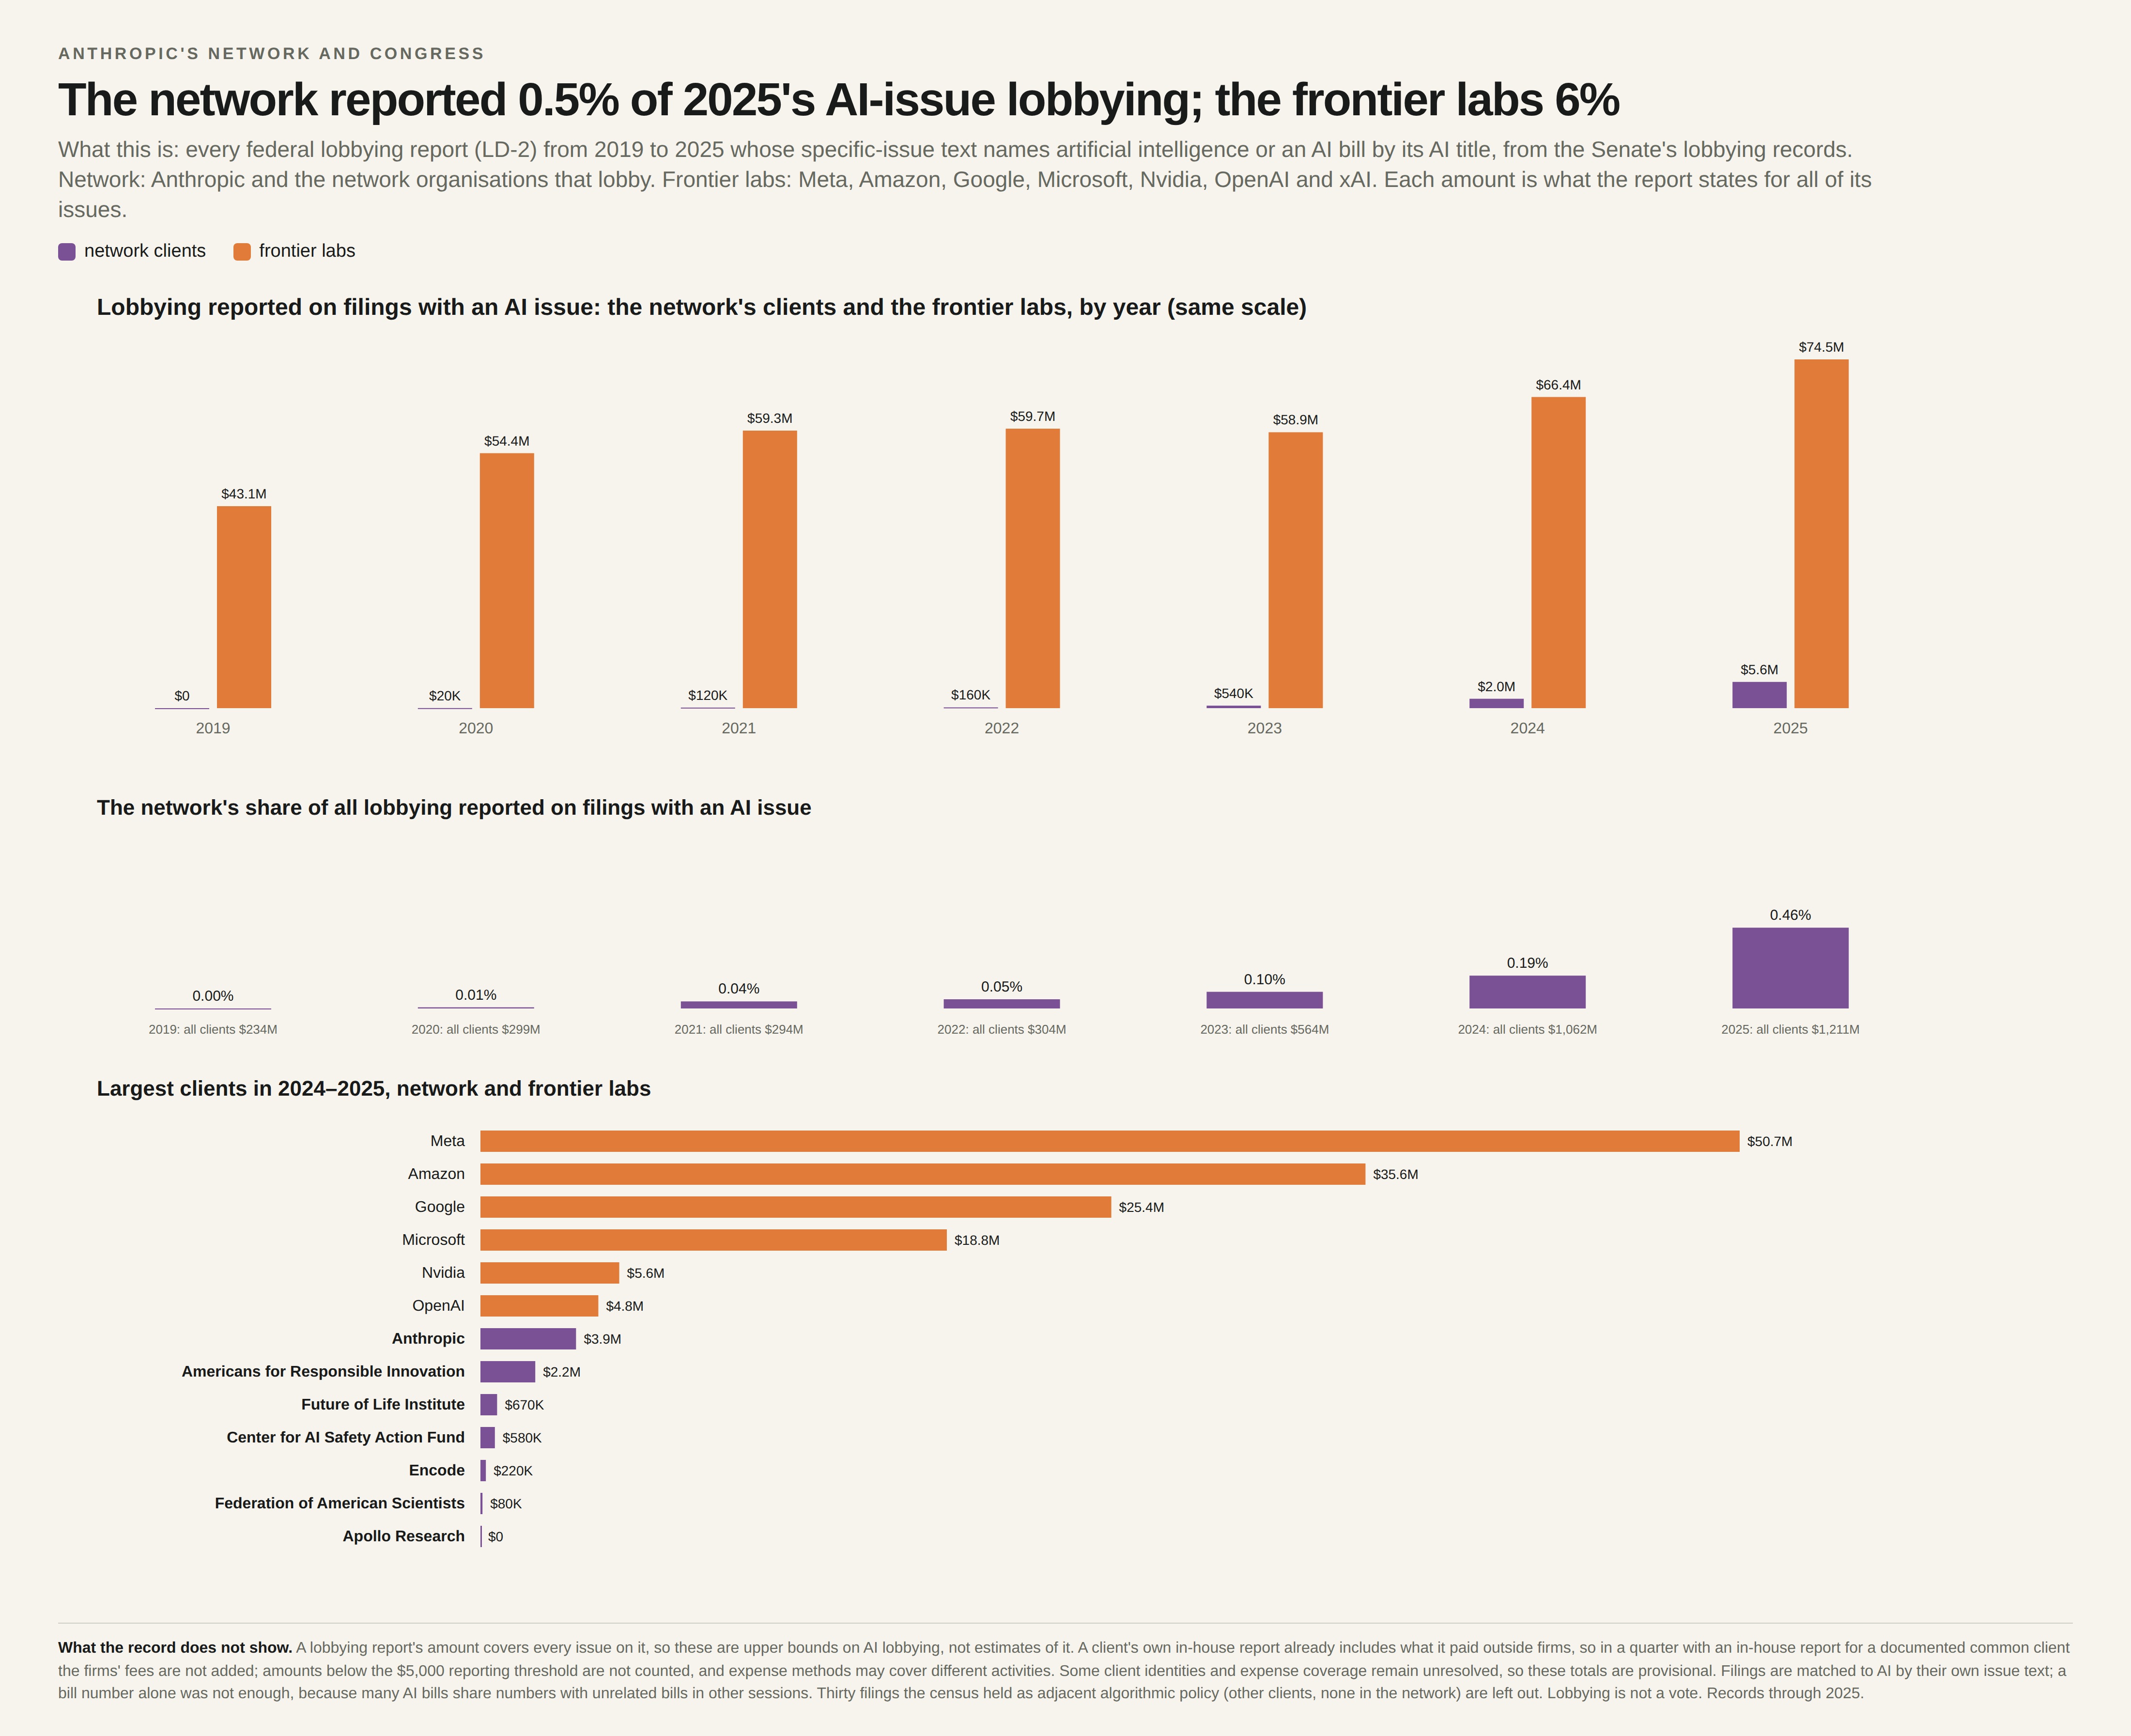 ANTHROPIC'S NETWORK AND CONGRESS
The network reported 0.5% of 2025's AI-issue lobbying; the frontier labs 6%
What this is: every federal lobbying report (LD-2) from 2019 to 2025 whose specific-issue text names artificial intelligence or an AI bill by its AI title, from the Senate's lobbying records.
Network: Anthropic and the network organisations that lobby. Frontier labs: Meta, Amazon, Google, Microsoft, Nvidia, OpenAI and xAI. Each amount is what the report states for all of its
issues.
network clients frontier labs
Lobbying reported on filings with an AI issue: the network's clients and the frontier labs, by year (same scale)
$0 $43.1M
$20K $54.4M
$120K $59.3M
$160K $59.7M
$540K $58.9M
$2.0M $66.4M
$5.6M $74.5M
2019 2020 2021 2022 2023 2024 2025
The network's share of all lobbying reported on filings with an AI issue
0.00% 0.01% 0.04% 0.05% 0.10% 0.19% 0.46%
2019: all clients $234M 2020: all clients $299M 2021: all clients $294M 2022: all clients $304M 2023: all clients $564M 2024: all clients $1,062M 2025: all clients $1,211M
Largest clients in 2024–2025, network and frontier labs
Meta $50.7M
Amazon $35.6M
Google $25.4M
Microsoft $18.8M
Nvidia $5.6M
OpenAI $4.8M
Anthropic $3.9M
Americans for Responsible Innovation $2.2M
Future of Life Institute $670K
Center for AI Safety Action Fund $580K
Encode $220K
Federation of American Scientists $80K
Apollo Research $0
What the record does not show. A lobbying report's amount covers every issue on it, so these are upper bounds on AI lobbying, not estimates of it. A client's own in-house report already includes what it paid outside firms, so in a quarter with an in-house report for a documented common client
the firms' fees are not added; amounts below the $5,000 reporting threshold are not counted, and expense methods may cover different activities. Some client identities and expense coverage remain unresolved, so these totals are provisional. Filings are matched to AI by their own issue text; a
bill number alone was not enough, because many AI bills share numbers with unrelated bills in other sessions. Thirty filings the census held as adjacent algorithmic policy (other clients, none in the network) are left out. Lobbying is not a vote. Records through 2025.